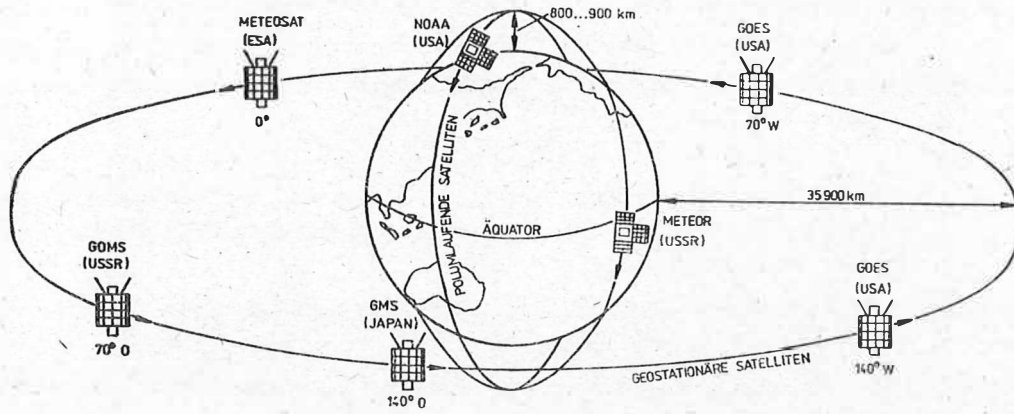 METEOSAT
(ESA)
0°
NOAA
(USA)
800...900 km
GOES
(USA)
70° W
POLUMLAUFENDE SATELLITEN
ÄQUATOR
35 900 km
METEOR
(USSR)
GOMS
(USSR)
70° O
GMS
(JAPAN)
140° O
GOES
(USA)
140° W
GEOSTATIONÄRE SATELLITEN